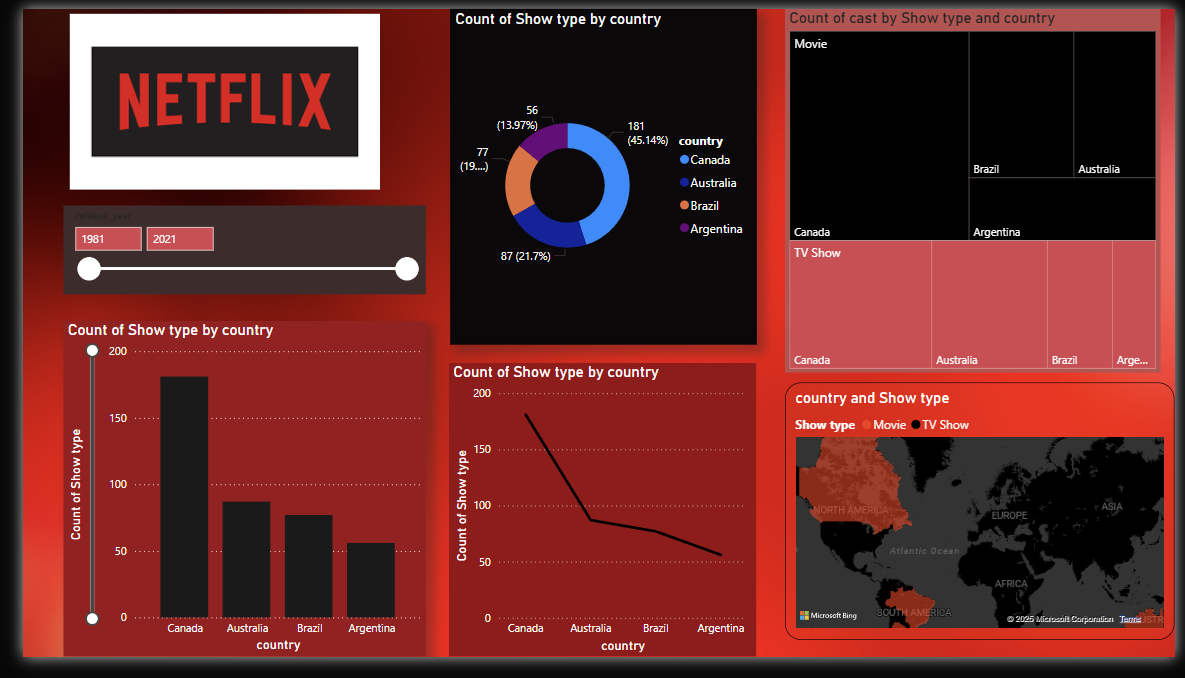 NETFLIX
release_year
1981
2021
Count of Show type by country
200
150
100
50
0
Count of Show type
Canada
Australia
Brazil
Argentina
country
Count of Show type by country
56
(13.97%)
181
(45.14%)
77
(19....)
87 (21.7%)
country
Canada
Australia
Brazil
Argentina
Count of Show type by country
200
150
100
50
0
Count of Show type
Canada
Australia
Brazil
Argentina
country
Count of cast by Show type and country
Movie
Canada
Brazil
Australia
Argentina
TV Show
Canada
Australia
Brazil
Arge...
country and Show type
Show type Movie TV Show
NORTH AMERICA
EUROPE
ASIA
Atlantic Ocean
AFRICA
SOUTH AMERICA
Microsoft Bing
© 2025 Microsoft Corporation Terms